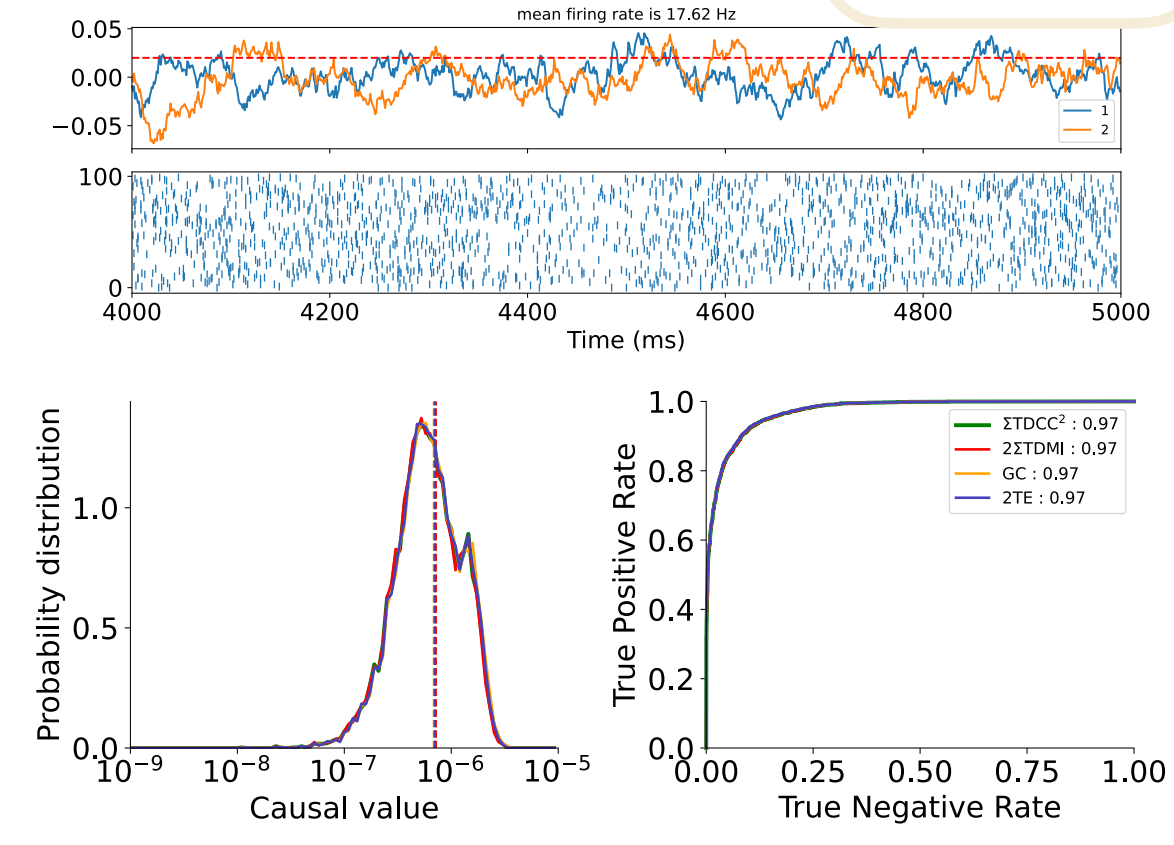 mean firing rate is 17.62 Hz
0.05
0.00
−0.05
1
2
100
0
4000 4200 4400 4600 4800 5000
Time (ms)
Probability distribution
1.0
0.5
0.0
10⁻⁹ 10⁻⁸ 10⁻⁷ 10⁻⁶ 10⁻⁵
Causal value
True Positive Rate
1.0
0.8
0.6
0.4
0.2
0.0
ΣTDCC² : 0.97
2ΣTDMI : 0.97
GC : 0.97
2TE : 0.97
0.00 0.25 0.50 0.75 1.00
True Negative Rate